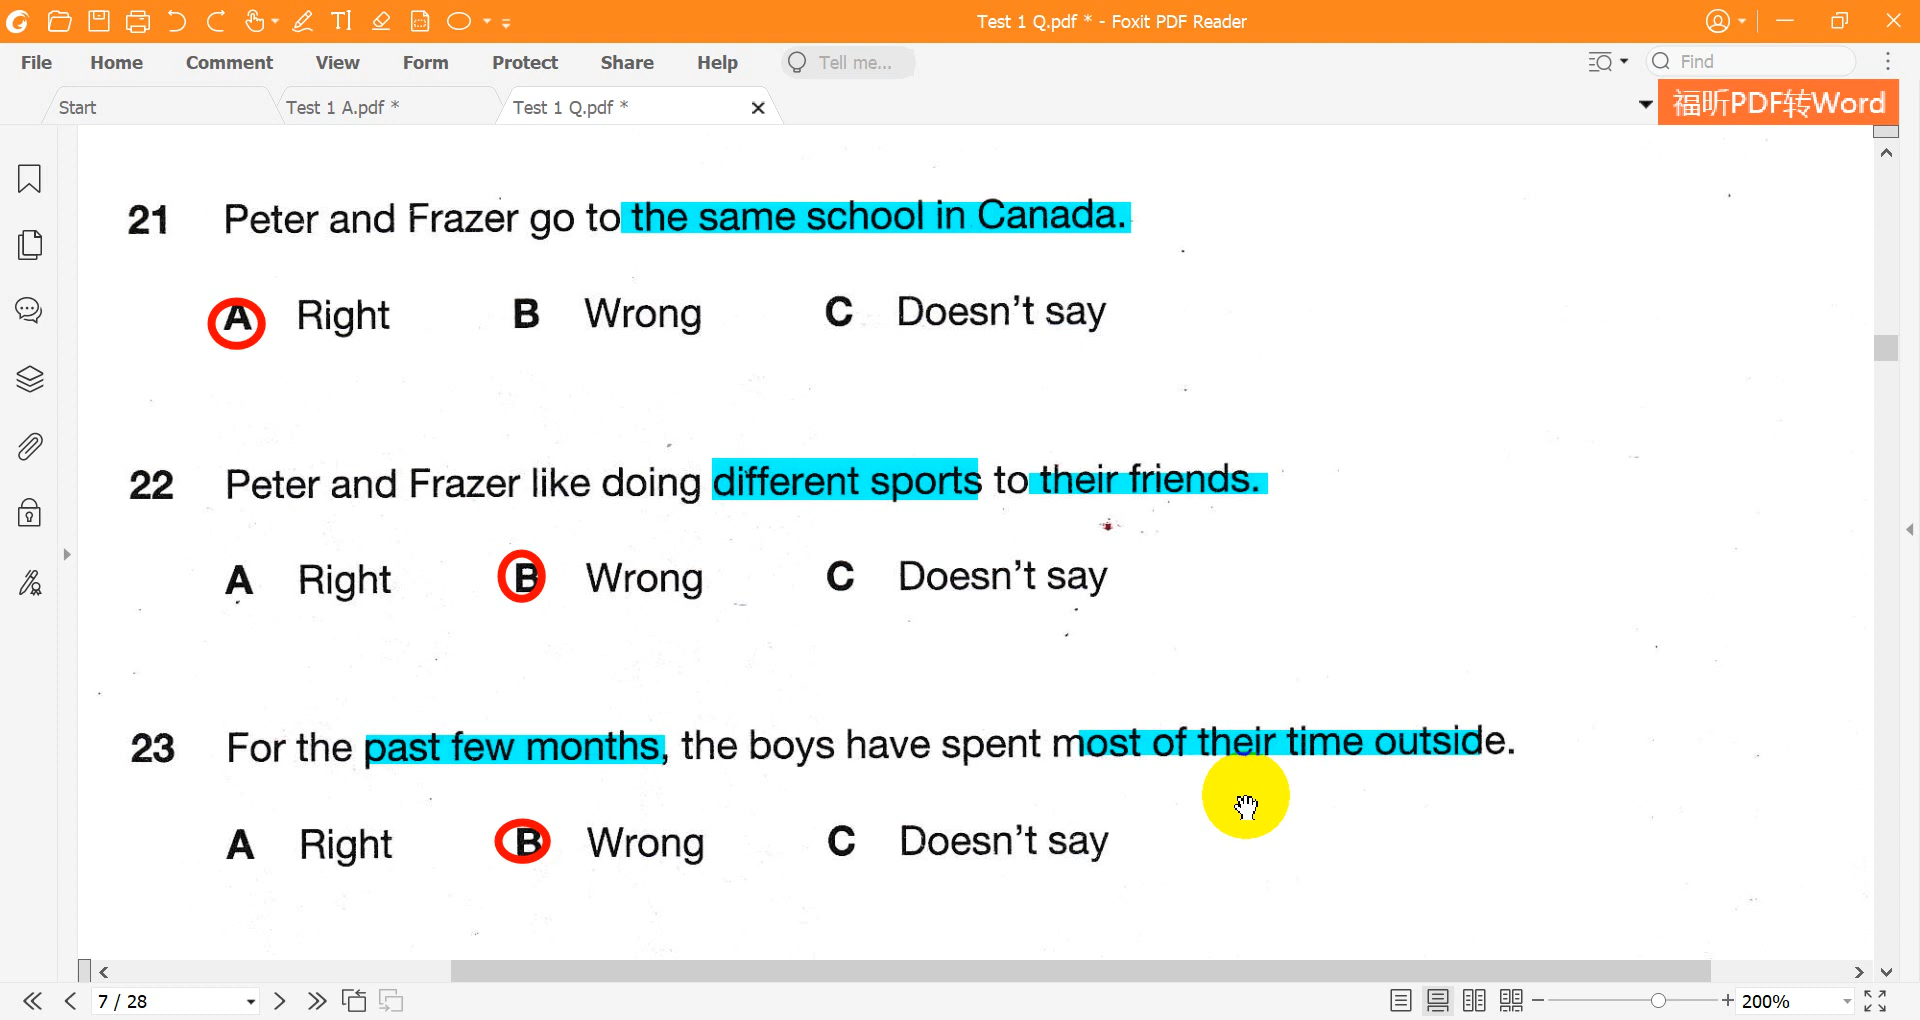 Test 1 Q.pdf * - Foxit PDF Reader
File Home Comment View Form Protect Share Help Tell me... Find
Start Test 1 A.pdf * Test 1 Q.pdf * 福昕PDF转Word
21 Peter and Frazer go to the same school in Canada.
A Right B Wrong C Doesn't say
22 Peter and Frazer like doing different sports to their friends.
A Right B Wrong C Doesn't say
23 For the past few months, the boys have spent most of their time outside.
A Right B Wrong C Doesn't say
7 / 28 200%